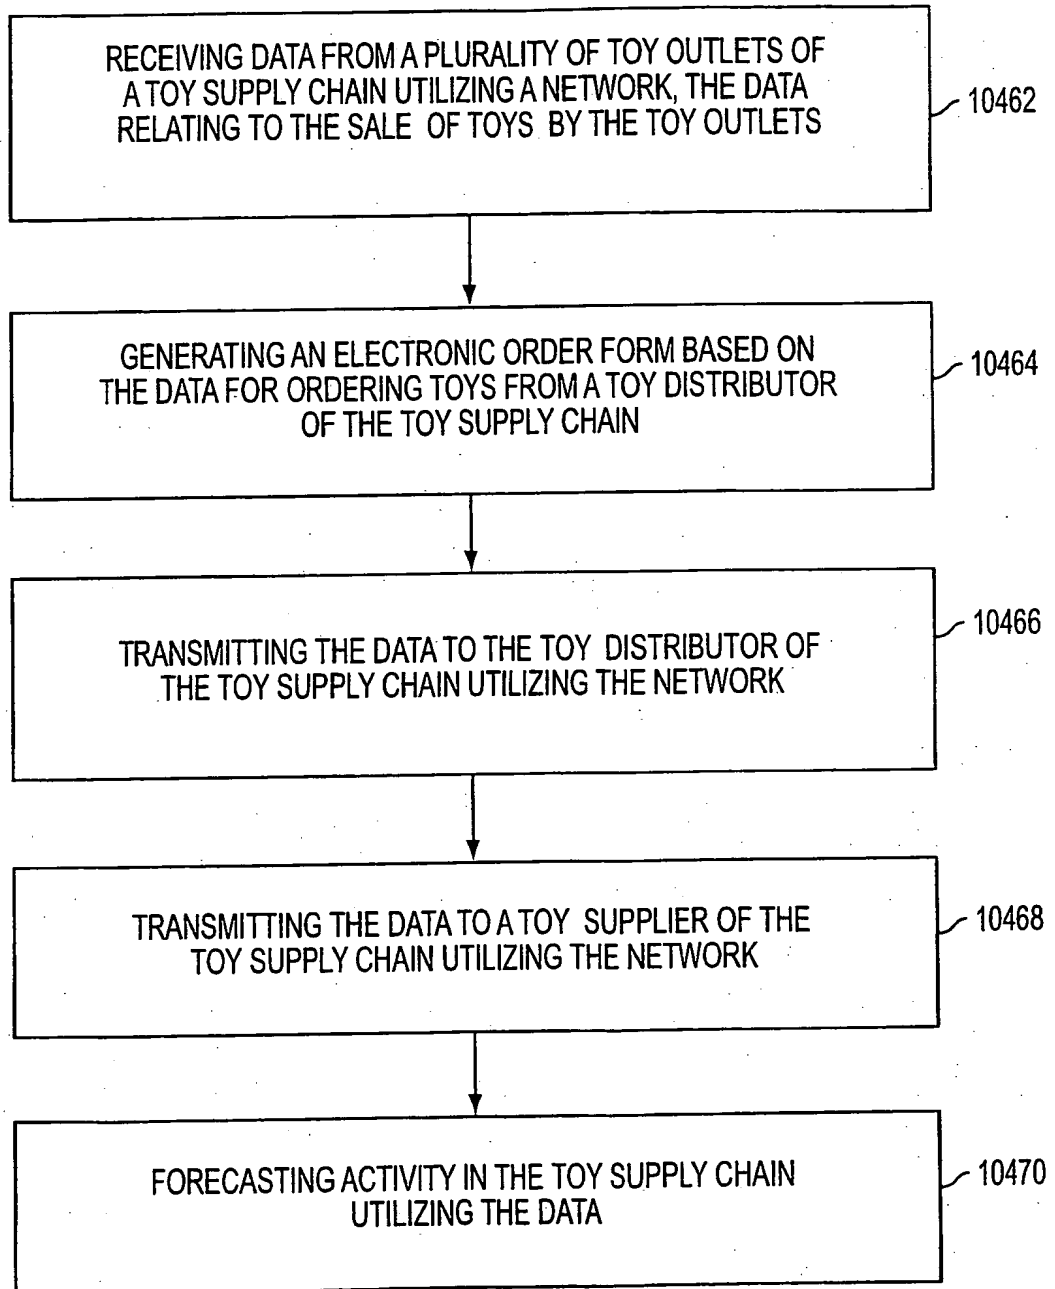 RECEIVING DATA FROM A PLURALITY OF TOY OUTLETS OF
A TOY SUPPLY CHAIN UTILIZING A NETWORK, THE DATA
RELATING TO THE SALE OF TOYS BY THE TOY OUTLETS
10462
GENERATING AN ELECTRONIC ORDER FORM BASED ON
THE DATA FOR ORDERING TOYS FROM A TOY DISTRIBUTOR
OF THE TOY SUPPLY CHAIN
10464
TRANSMITTING THE DATA TO THE TOY DISTRIBUTOR OF
THE TOY SUPPLY CHAIN UTILIZING THE NETWORK
10466
TRANSMITTING THE DATA TO A TOY SUPPLIER OF THE
TOY SUPPLY CHAIN UTILIZING THE NETWORK
10468
FORECASTING ACTIVITY IN THE TOY SUPPLY CHAIN
UTILIZING THE DATA
10470